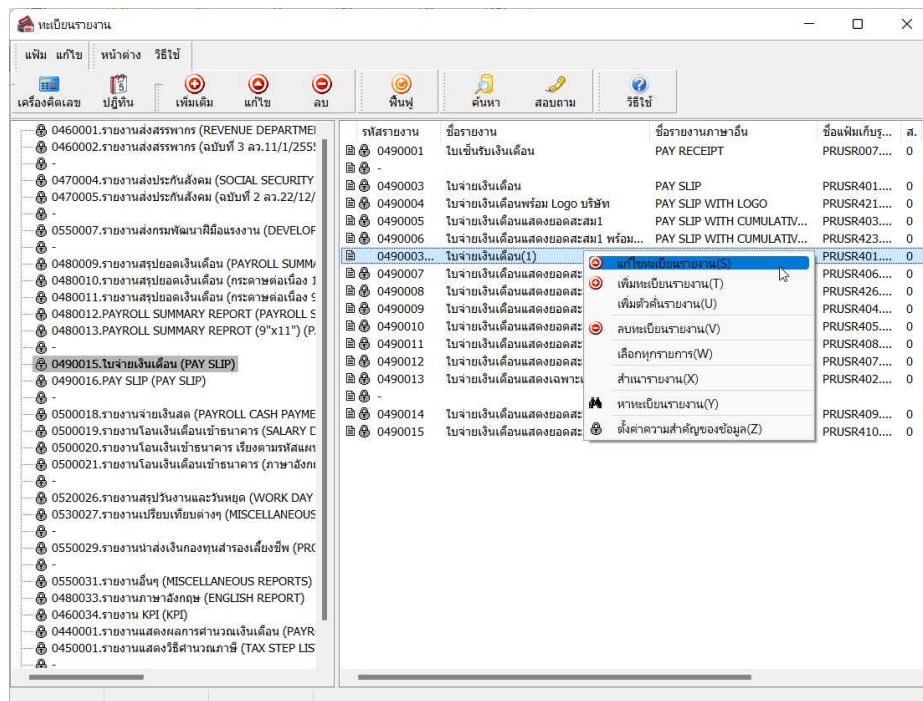 ทะเบียนรายงาน
แฟ้ม แก้ไข หน้าต่าง วิธีใช้
เครื่องคิดเลข ปฏิทิน เพิ่มเติม แก้ไข ลบ ฟื้นฟู ค้นหา สอบถาม วิธีใช้
5
0460001.รายงานส่งสรรพากร (REVENUE DEPARTME
0460002.รายงานส่งสรรพากร (ฉบับที่ 3 ลว.11/1/255
-
0470004.รายงานส่งประกันสังคม (SOCIAL SECURITY
0470005.รายงานส่งประกันสังคม (ฉบับที่ 2 ลว.22/12/
-
0550007.รายงานส่งกรมพัฒนาฝีมือแรงงาน (DEVELOF
-
0480009.รายงานสรุปยอดเงินเดือน (PAYROLL SUMM
0480010.รายงานสรุปยอดเงินเดือน (กระดาษต่อเนื่อง 1
0480011.รายงานสรุปยอดเงินเดือน (กระดาษต่อเนื่อง 9
0480012.PAYROLL SUMMARY REPORT (PAYROLL S
0480013.PAYROLL SUMMARY REPROT (9"x11") (P
-
0490015.ใบจ่ายเงินเดือน (PAY SLIP)
0490016.PAY SLIP (PAY SLIP)
-
0500018.รายงานจ่ายเงินสด (PAYROLL CASH PAYME
0500019.รายงานโอนเงินเดือนเข้าธนาคาร (SALARY D
0500020.รายงานโอนเงินเข้าธนาคาร เรียงตามรหัสแผน
0500021.รายงานโอนเงินเดือนเข้าธนาคาร (ภาษาอังก
-
0520026.รายงานสรุปวันงานและวันหยุด (WORK DAY
0530027.รายงานเปรียบเทียบต่างๆ (MISCELLANEOUS
-
0550029.รายงานนำส่งเงินกองทุนสำรองเลี้ยงชีพ (PRO
-
0550031.รายงานอื่นๆ (MISCELLANEOUS REPORTS)
0480033.รายงานภาษาอังกฤษ (ENGLISH REPORT)
0460034.รายงาน KPI (KPI)
0440001.รายงานแสดงผลการคำนวณเงินเดือน (PAYR
0450001.รายงานแสดงวิธีคำนวณภาษี (TAX STEP LIS
-
รหัสรายงาน ชื่อรายงาน ชื่อรายงานภาษาอื่น ชื่อแฟ้มเก็บรู... ส.
0490001 ใบเซ็นรับเงินเดือน PAY RECEIPT PRUSR007.... 0
-
0490003 ใบจ่ายเงินเดือน PAY SLIP PRUSR401.... 0
0490004 ใบจ่ายเงินเดือนพร้อม Logo บริษัท PAY SLIP WITH LOGO PRUSR421.... 0
0490005 ใบจ่ายเงินเดือนแสดงยอดสะสม1 PAY SLIP WITH CUMULATIV... PRUSR403.... 0
0490006 ใบจ่ายเงินเดือนแสดงยอดสะสม1 พร้อม... PAY SLIP WITH CUMULATIV... PRUSR423.... 0
0490003... ใบจ่ายเงินเดือน(1) PRUSR401.... 0
0490007 ใบจ่ายเงินเดือนแสดงยอดสะ PRUSR406.... 0
0490008 ใบจ่ายเงินเดือนแสดงยอดสะ PRUSR426.... 0
0490009 ใบจ่ายเงินเดือนแสดงยอดสะ PRUSR404.... 0
0490010 ใบจ่ายเงินเดือนแสดงยอดสะ PRUSR405.... 0
0490011 ใบจ่ายเงินเดือนแสดงยอดสะ PRUSR408.... 0
0490012 ใบจ่ายเงินเดือนแสดงยอดสะ PRUSR407.... 0
0490013 ใบจ่ายเงินเดือนแสดงเฉพาะเ PRUSR402.... 0
-
0490014 ใบจ่ายเงินเดือนแสดงยอดสะ PRUSR409.... 0
0490015 ใบจ่ายเงินเดือนแสดงยอดสะ PRUSR410.... 0
แก้ไขทะเบียนรายงาน(S)
เพิ่มทะเบียนรายงาน(T)
เพิ่มตัวคั่นรายงาน(U)
ลบทะเบียนรายงาน(V)
เลือกทุกรายการ(W)
สำเนารายงาน(X)
หาทะเบียนรายงาน(Y)
ตั้งค่าความสำคัญของข้อมูล(Z)